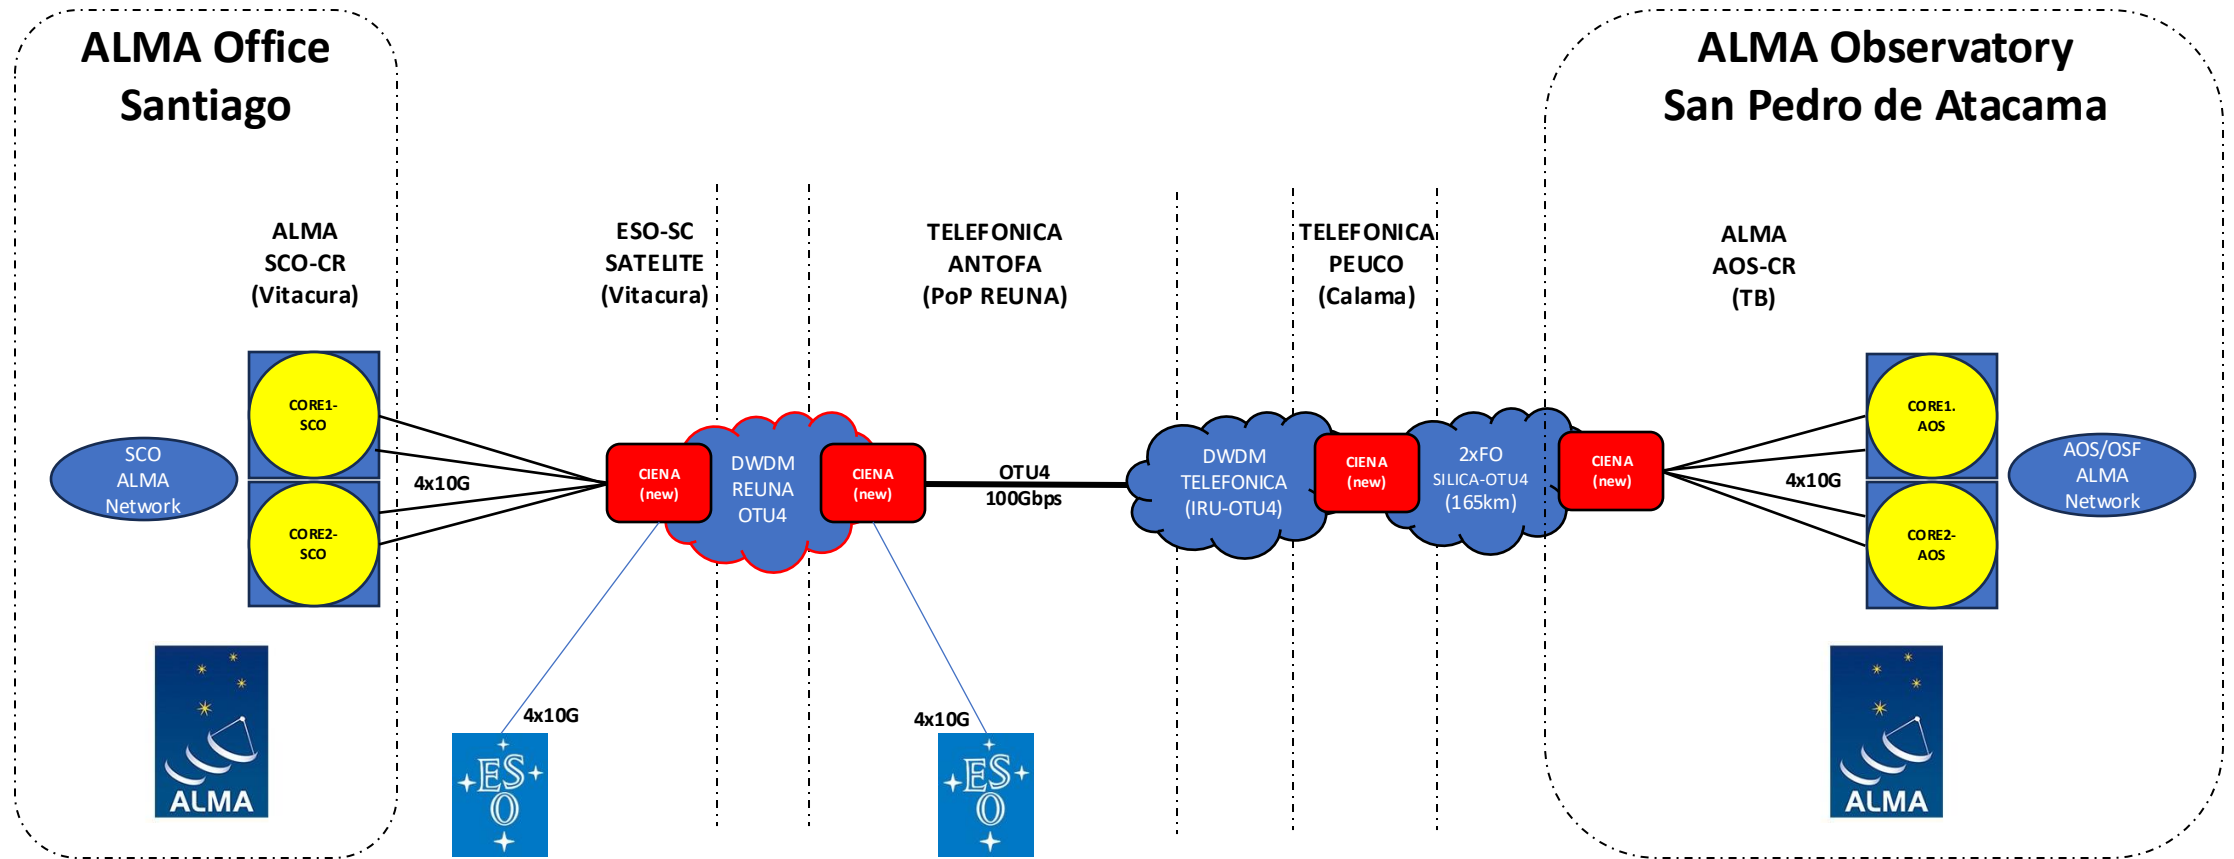 ALMA Office
Santiago
ALMA Observatory
San Pedro de Atacama
ALMA
SCO-CR
(Vitacura)
ESO-SC
SATELITE
(Vitacura)
TELEFONICA
ANTOFA
(PoP REUNA)
TELEFONICA
PEUCO
(Calama)
ALMA
AOS-CR
(TB)
SCO
ALMA
Network
CORE1-
SCO
CORE2-
SCO
4x10G
CIENA
(new)
DWDM
REUNA
OTU4
CIENA
(new)
OTU4
100Gbps
DWDM
TELEFONICA
(IRU-OTU4)
CIENA
(new)
2xFO
SILICA-OTU4
(165km)
CIENA
(new)
4x10G
CORE1.
AOS
CORE2-
AOS
AOS/OSF
ALMA
Network
4x10G
4x10G
ALMA
ES
O
ES
O
ALMA